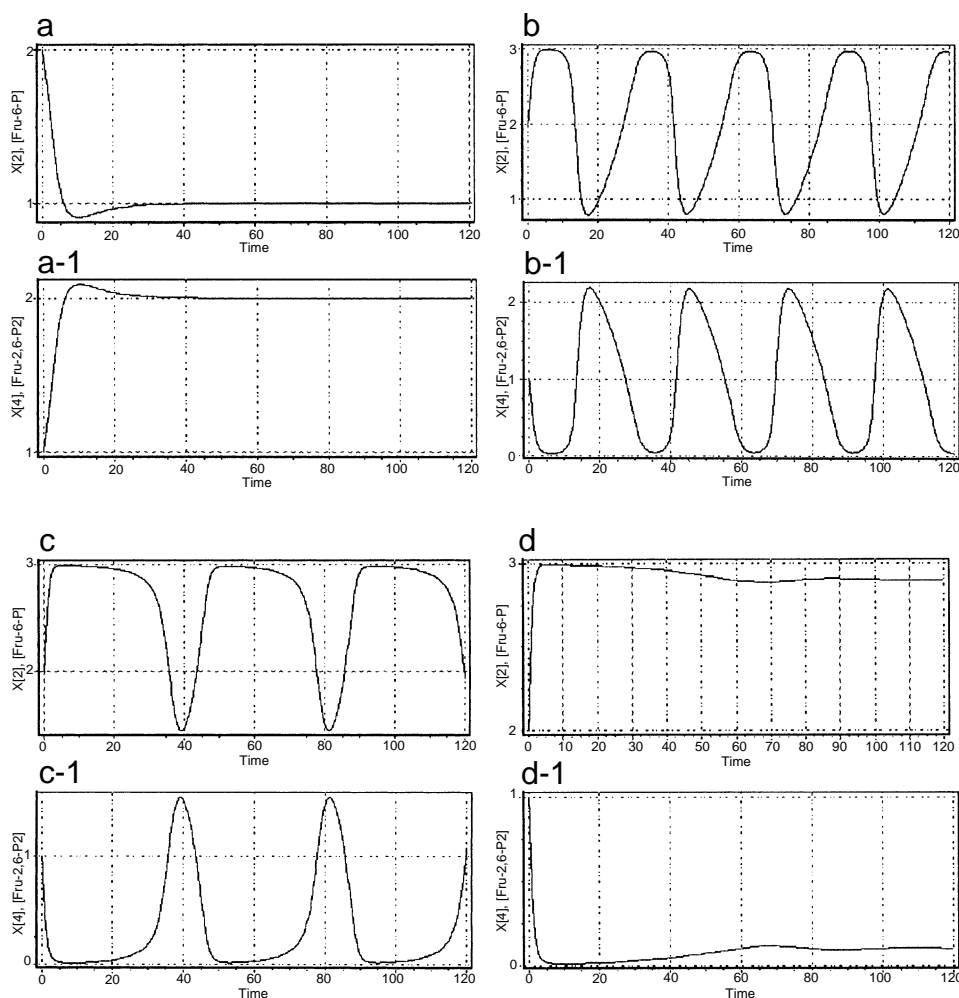 a
X[2], [Fru-6-P]
2
1
0 20 40 60 80 100 120
Time
b
X[2], [Fru-6-P]
3
2
1
0 20 40 60 80 100 120
Time
a-1
X[4], [Fru-2,6-P2]
2
1
0 20 40 60 80 100 120
Time
b-1
X[4], [Fru-2,6-P2]
2
1
0
0 20 40 60 80 100 120
Time
c
X[2], [Fru-6-P]
3
2
0 20 40 60 80 100 120
Time
d
X[2], [Fru-6-P]
3
2
0 10 20 30 40 50 60 70 80 90 100 110 120
Time
c-1
X[4], [Fru-2,6-P2]
1
0
0 20 40 60 80 100 120
Time
d-1
X[4], [Fru-2,6-P2]
1
0
0 20 40 60 80 100 120
Time